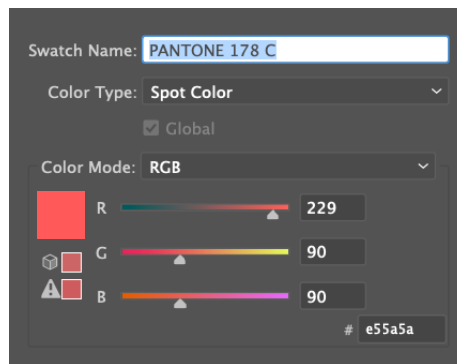 Swatch Name: PANTONE 178 C
Color Type: Spot Color
Global
Color Mode: RGB
R 229
G 90
B 90
# e55a5a